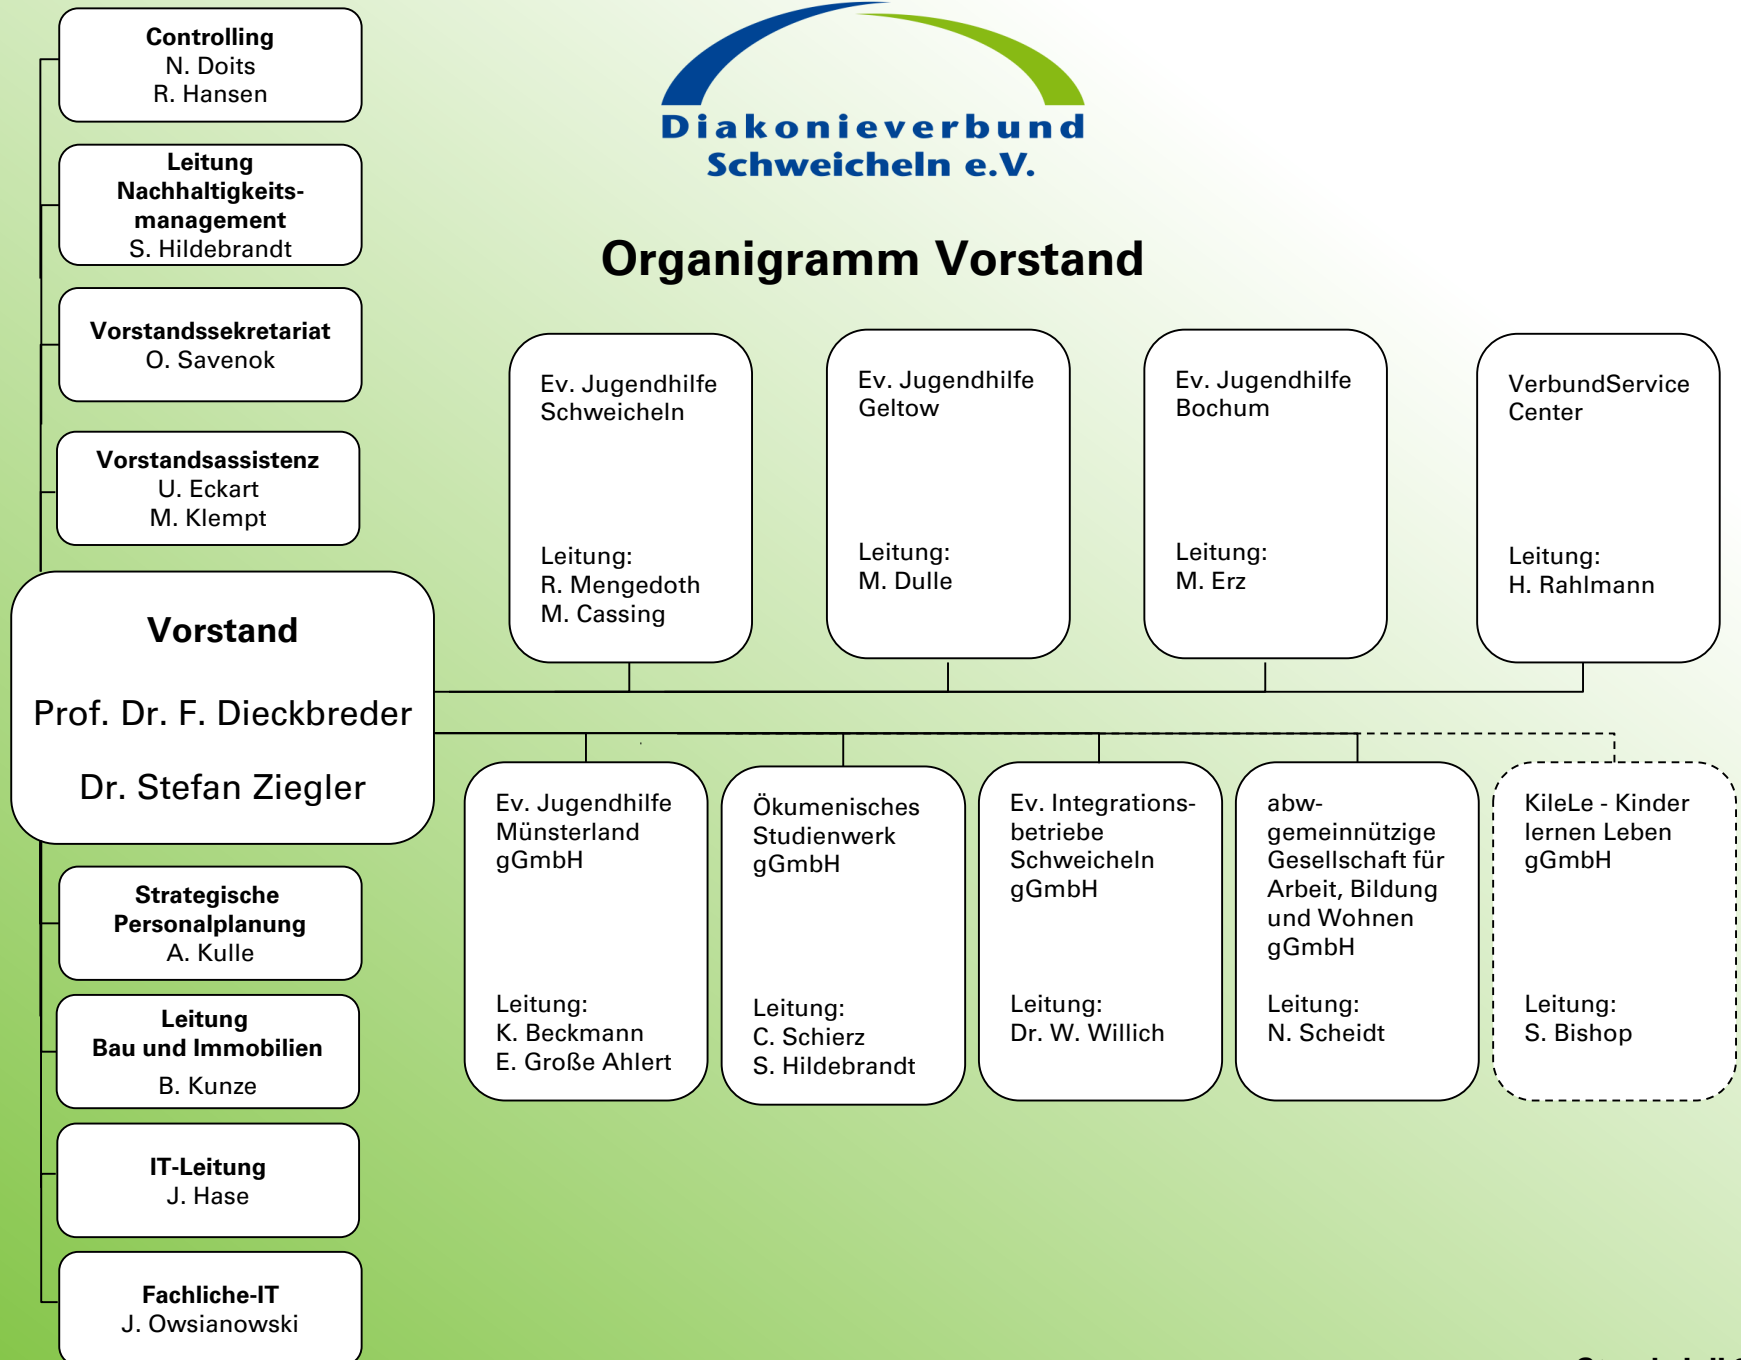 Controlling
N. Doits
R. Hansen
Leitung
Nachhaltigkeits-
management
S. Hildebrandt
Vorstandssekretariat
O. Savenok
Vorstandsassistenz
U. Eckart
M. Klempt
Vorstand
Prof. Dr. F. Dieckbreder
Dr. Stefan Ziegler
Strategische
Personalplanung
A. Kulle
Leitung
Bau und Immobilien
B. Kunze
IT-Leitung
J. Hase
Fachliche-IT
J. Owsianowski
Diakonieverbund
Schweicheln e.V.
Organigramm Vorstand
Ev. Jugendhilfe
Schweicheln
Leitung:
R. Mengedoth
M. Cassing
Ev. Jugendhilfe
Geltow
Leitung:
M. Dulle
Ev. Jugendhilfe
Bochum
Leitung:
M. Erz
VerbundService
Center
Leitung:
H. Rahlmann
Ev. Jugendhilfe
Münsterland
gGmbH
Leitung:
K. Beckmann
E. Große Ahlert
Ökumenisches
Studienwerk
gGmbH
Leitung:
C. Schierz
S. Hildebrandt
Ev. Integrations-
betriebe
Schweicheln
gGmbH
Leitung:
Dr. W. Willich
abw-
gemeinnützige
Gesellschaft für
Arbeit, Bildung
und Wohnen
gGmbH
Leitung:
N. Scheidt
KileLe - Kinder
lernen Leben
gGmbH
Leitung:
S. Bishop